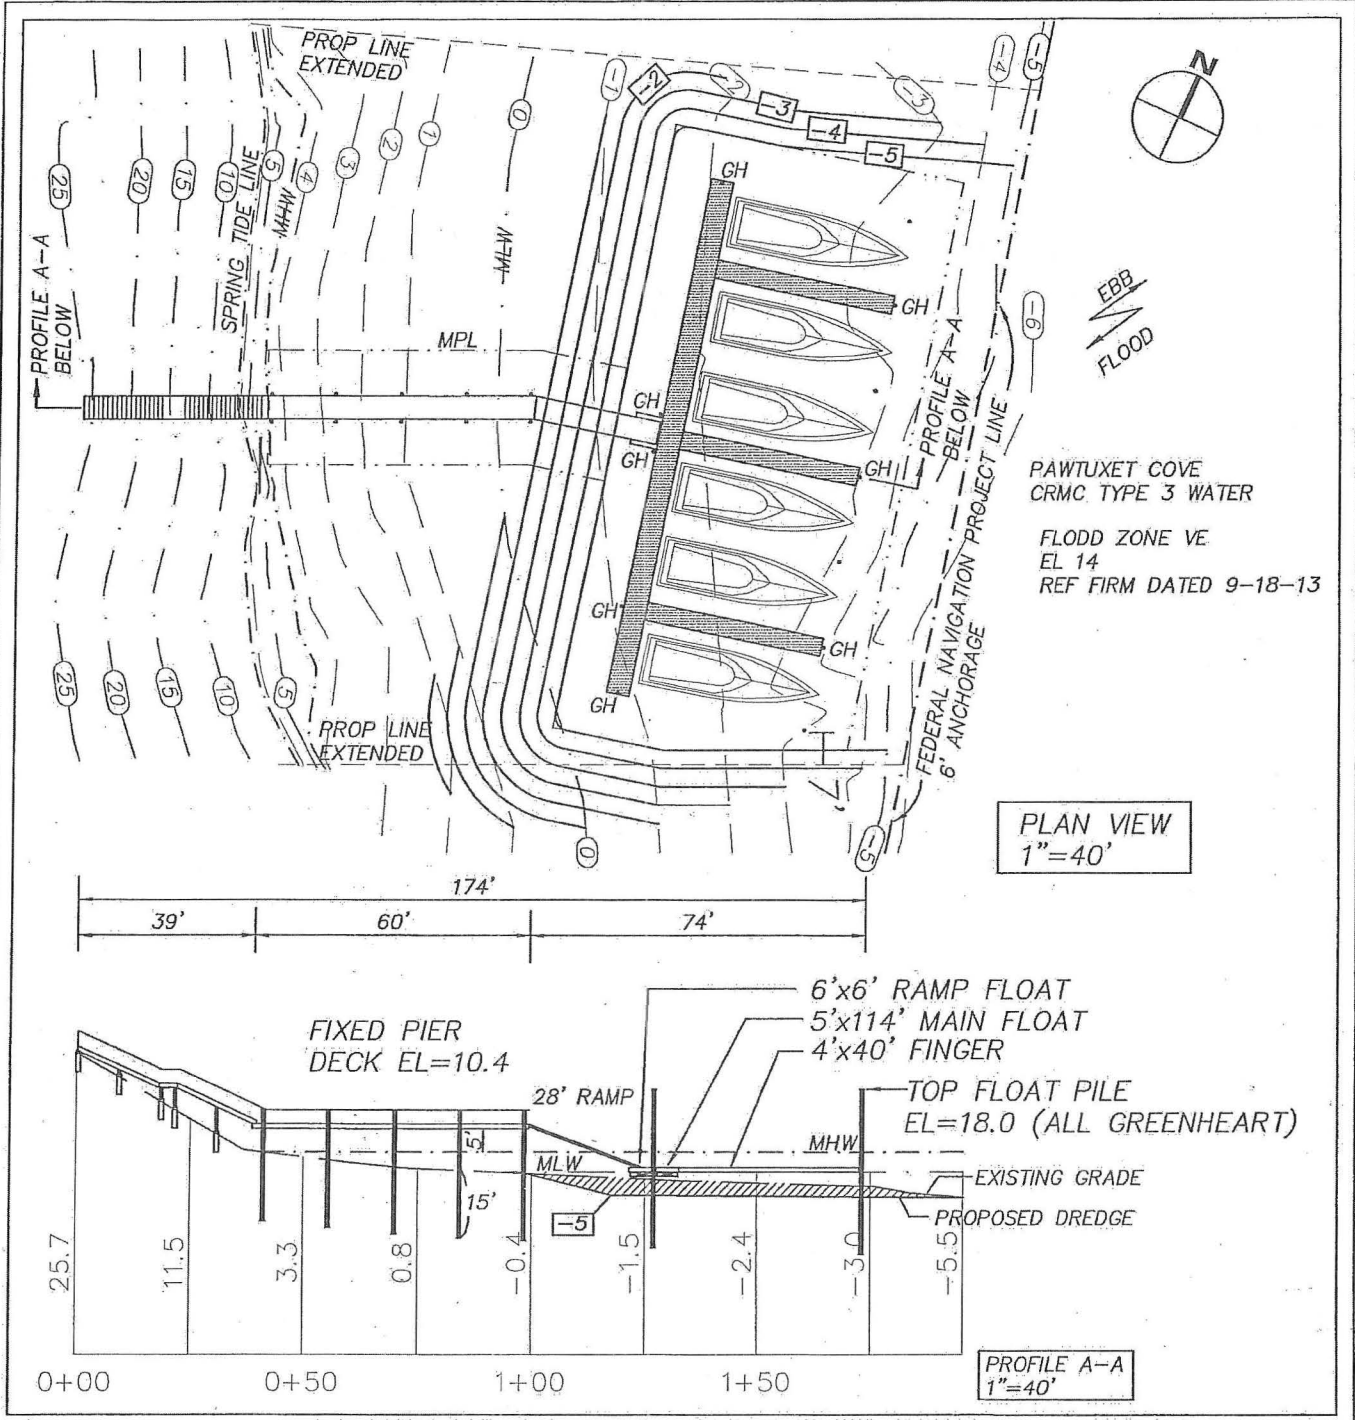 PROP LINE
EXTENDED
-1
-2
-2
-3
-3
-4
-5
-4
-5
N
0
1
2
3
4
5
10
15
20
25
-3
-4
-5
MHW
SPRING TIDE LINE
MLW
PROFILE A-A
BELOW
MPL
GH
GH
GH
GH
GH
GH
GH
GH
PROFILE A-A
BELOW
-6
EBB
FLOOD
PAWTUXET COVE
CRMC TYPE 3 WATER
FLODD ZONE VE
EL 14
REF FIRM DATED 9-18-13
FEDERAL NAVIGATION PROJECT LINE
6' ANCHORAGE
25
20
15
10
5
PROP LINE
EXTENDED
0
-5
PLAN VIEW
1"=40'
174'
39'
60'
74'
6'x6' RAMP FLOAT
5'x114' MAIN FLOAT
4'x40' FINGER
FIXED PIER
DECK EL=10.4
28' RAMP
TOP FLOAT PILE
EL=18.0 (ALL GREENHEART)
MHW
MLW
5'
15'
EXISTING GRADE
PROPOSED DREDGE
-5
25.7
11.5
3.3
0.8
-0.4
-1.5
-2.4
-3.0
-5.5
0+00
0+50
1+00
1+50
PROFILE A-A
1"=40'